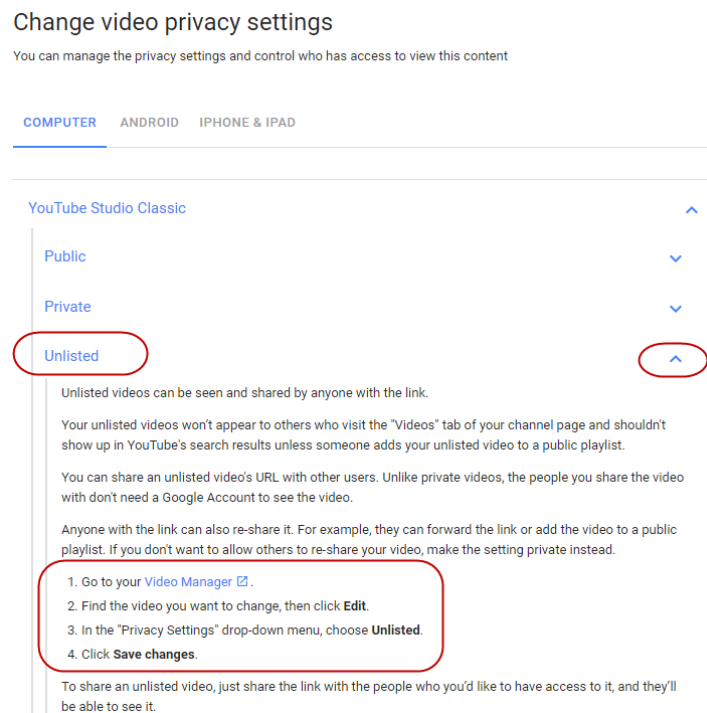 Change video privacy settings
You can manage the privacy settings and control who has access to view this content
COMPUTER ANDROID IPHONE & IPAD
YouTube Studio Classic
Public
Private
Unlisted
Unlisted videos can be seen and shared by anyone with the link.
Your unlisted videos won't appear to others who visit the "Videos" tab of your channel page and shouldn't
show up in YouTube's search results unless someone adds your unlisted video to a public playlist.
You can share an unlisted video's URL with other users. Unlike private videos, the people you share the video
with don't need a Google Account to see the video.
Anyone with the link can also re-share it. For example, they can forward the link or add the video to a public
playlist. If you don't want to allow others to re-share your video, make the setting private instead.
1. Go to your Video Manager.
2. Find the video you want to change, then click Edit.
3. In the "Privacy Settings" drop-down menu, choose Unlisted.
4. Click Save changes.
To share an unlisted video, just share the link with the people who you'd like to have access to it, and they'll
be able to see it.